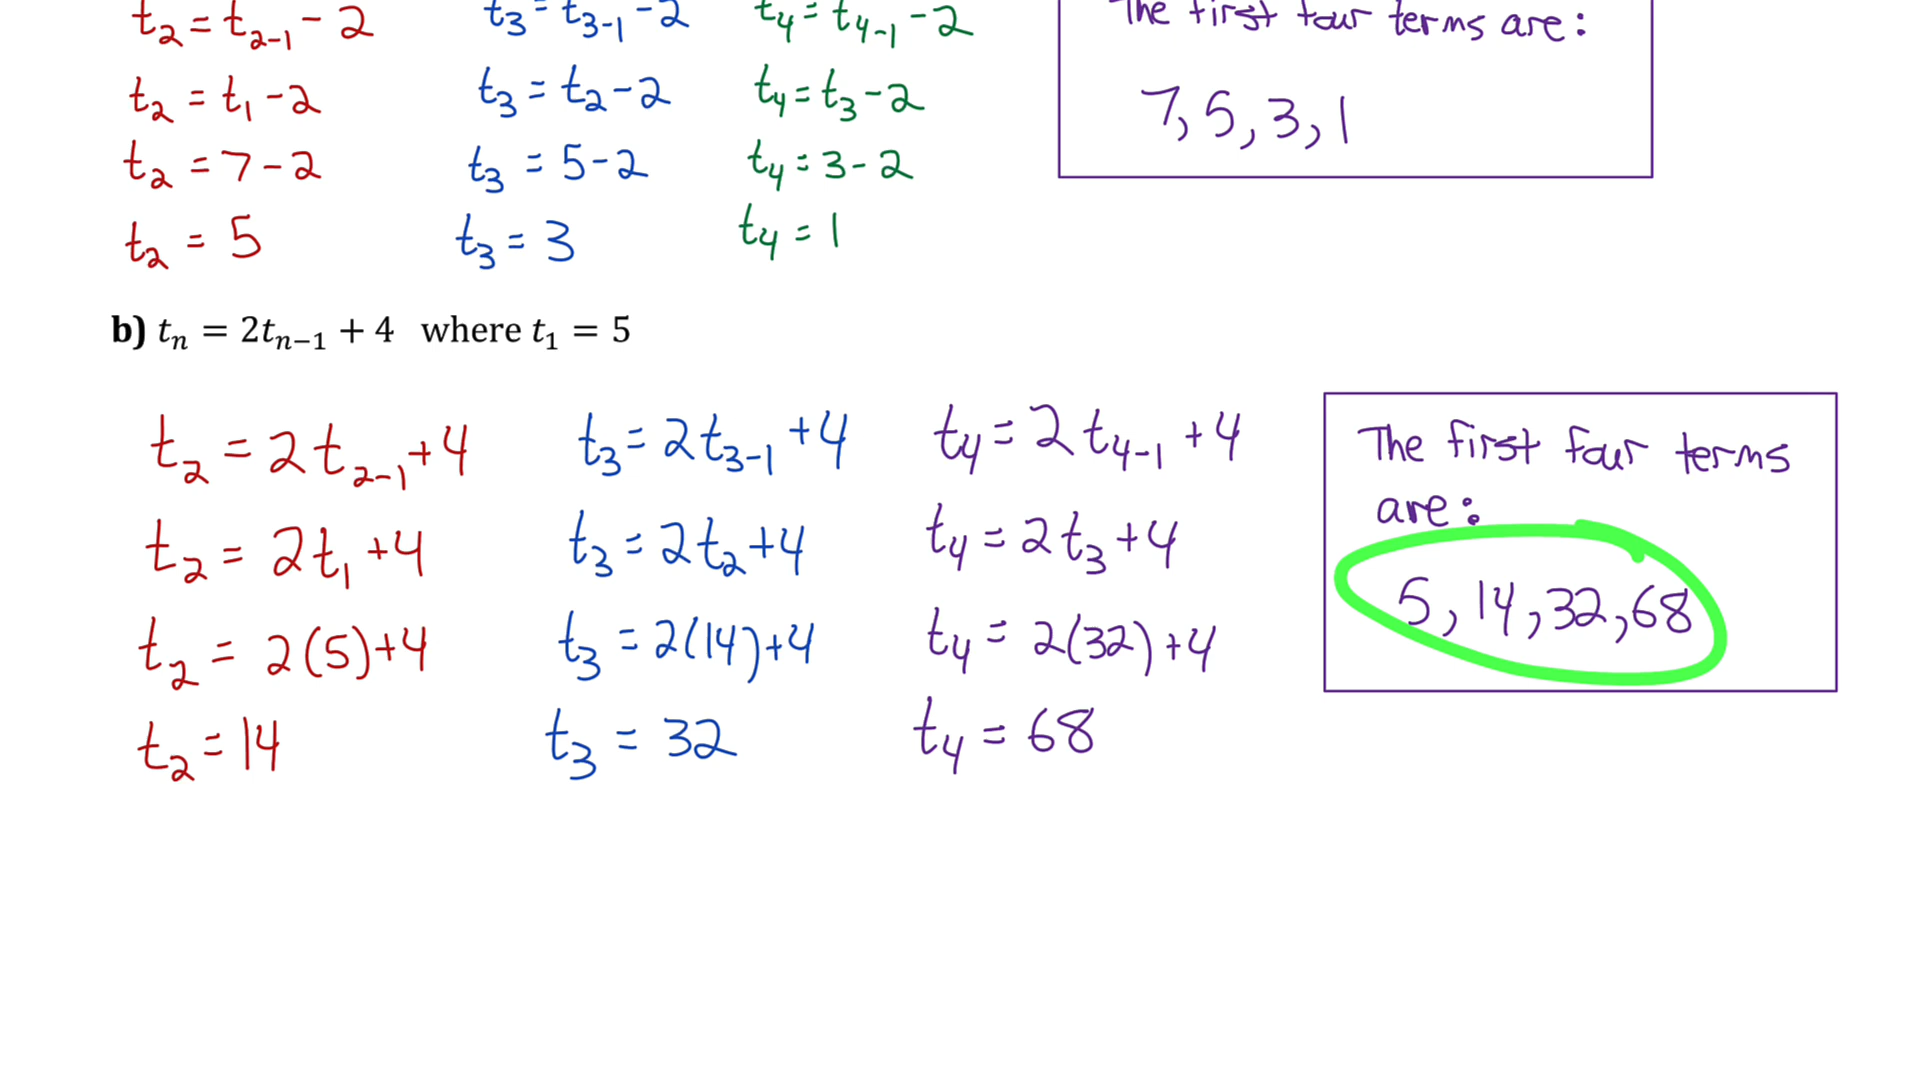 t₂ = t₂₋₁ - 2
t₂ = t₁ - 2
t₂ = 7 - 2
t₂ = 5
t₃ = t₃₋₁ - 2
t₃ = t₂ - 2
t₃ = 5 - 2
t₃ = 3
t₄ = t₄₋₁ - 2
t₄ = t₃ - 2
t₄ = 3 - 2
t₄ = 1
The first four terms are:
7, 5, 3, 1
b) tₙ = 2tₙ₋₁ + 4 where t₁ = 5
t₂ = 2t₂₋₁ + 4
t₂ = 2t₁ + 4
t₂ = 2(5) + 4
t₂ = 14
t₃ = 2t₃₋₁ + 4
t₃ = 2t₂ + 4
t₃ = 2(14) + 4
t₃ = 32
t₄ = 2t₄₋₁ + 4
t₄ = 2t₃ + 4
t₄ = 2(32) + 4
t₄ = 68
The first four terms
are:
5, 14, 32, 68